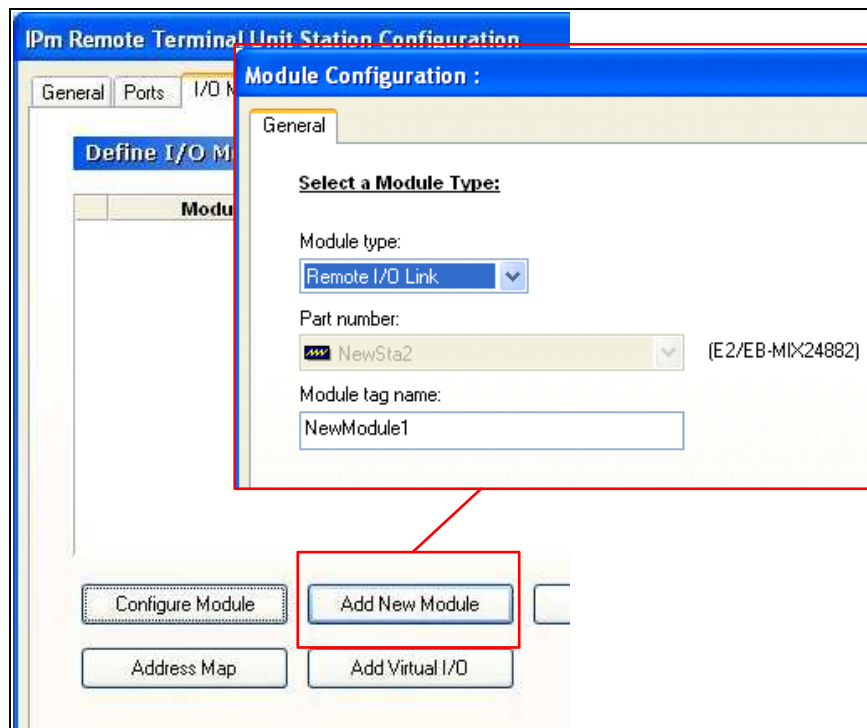 IPm Remote Terminal Unit Station Configuration
General Ports I/O M
Define I/O M
Modu
Module Configuration :
General
Select a Module Type:
Module type:
Remote I/O Link
Part number:
NewSta2 (E2/EB-MIX24882)
Module tag name:
NewModule1
Configure Module Add New Module
Address Map Add Virtual I/O